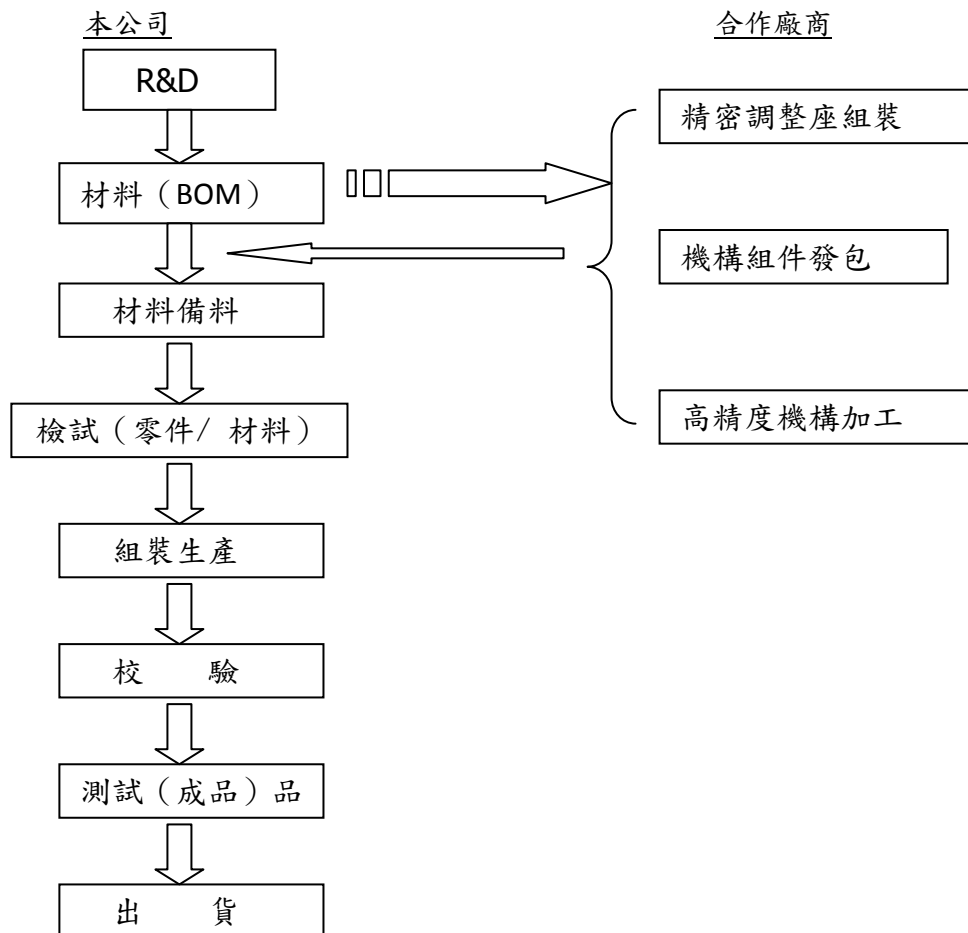 本公司
R&D
材料（BOM）
材料備料
檢試（零件/ 材料）
組裝生產
校 驗
測試（成品）品
出 貨
合作廠商
精密調整座組裝
機構組件發包
高精度機構加工